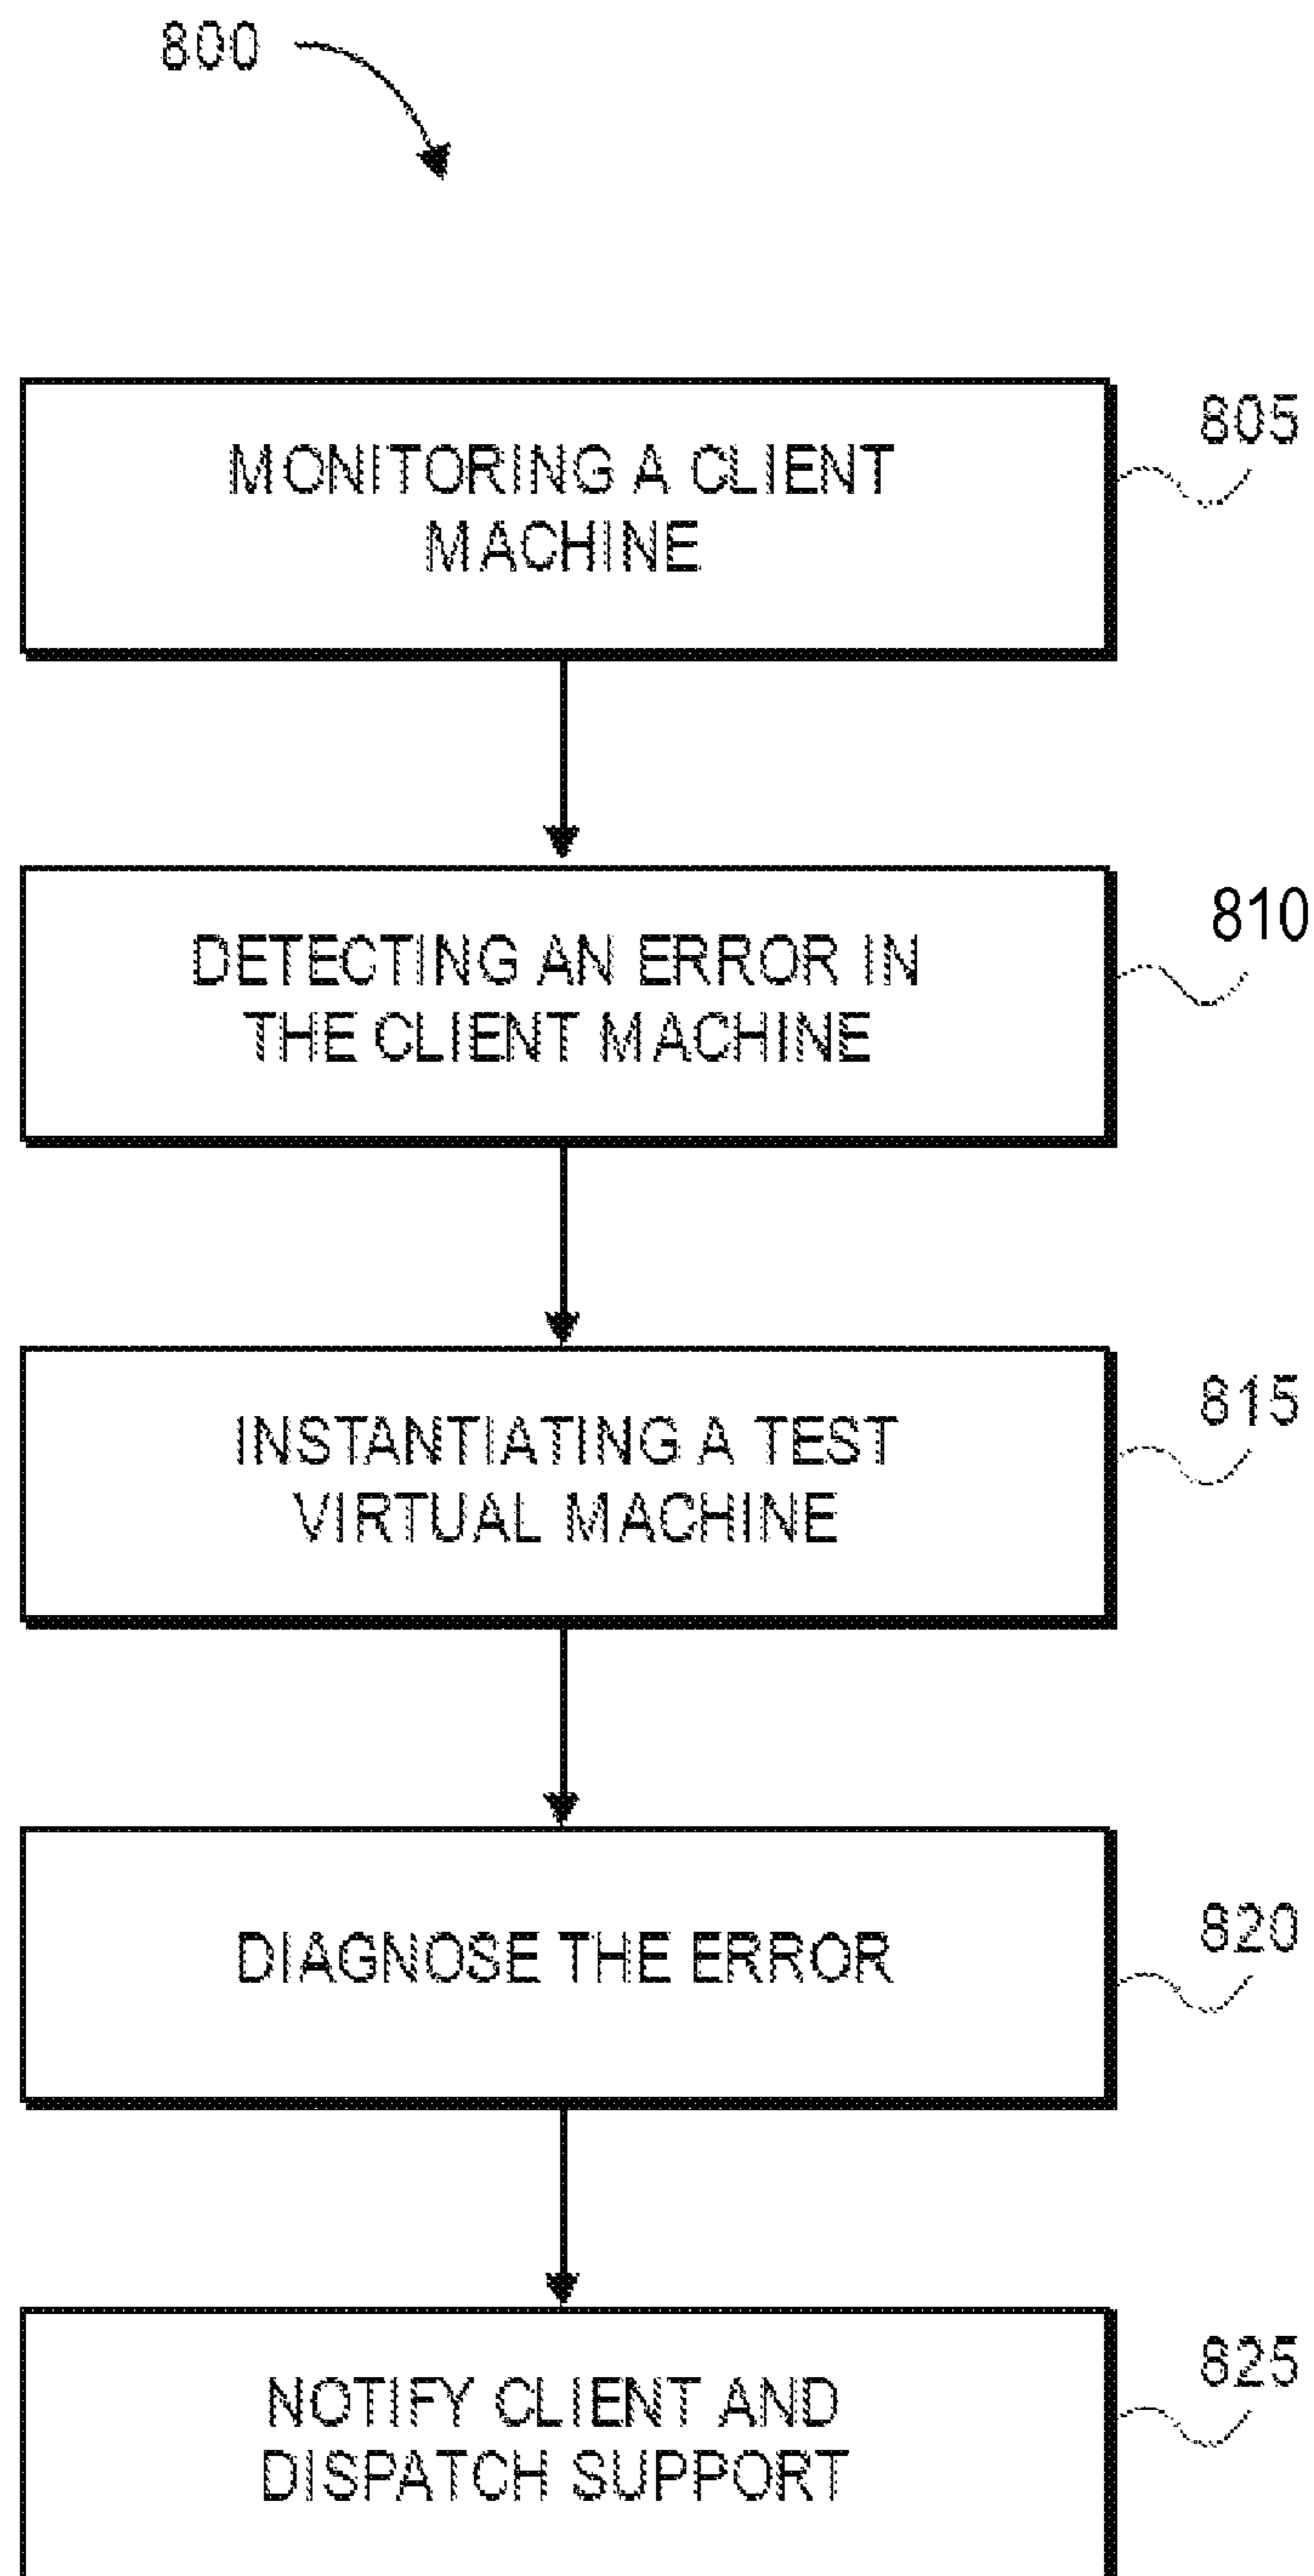 800
805
MONITORING A CLIENT
MACHINE
810
DETECTING AN ERROR IN
THE CLIENT MACHINE
815
INSTANTIATING A TEST
VIRTUAL MACHINE
820
DIAGNOSE THE ERROR
825
NOTIFY CLIENT AND
DISPATCH SUPPORT